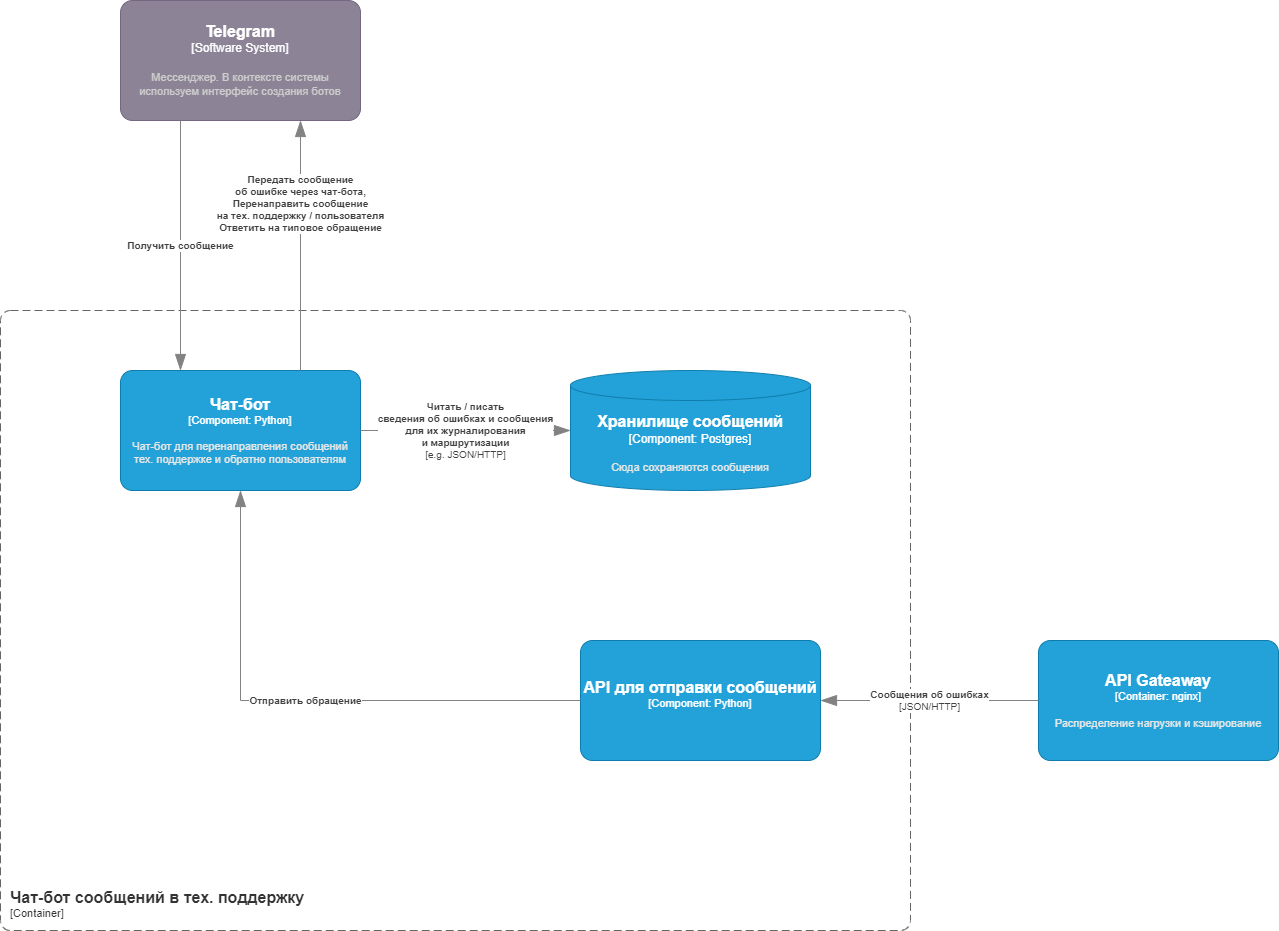 Telegram
[Software System]
Мессенджер. В контексте системы
используем интерфейс создания ботов
Передать сообщение
об ошибке через чат-бота,
Перенаправить сообщение
на тех. поддержку / пользователя
Ответить на типовое обращение
Получить сообщение
Чат-бот
[Component: Python]
Чат-бот для перенаправления сообщений
тех. поддержке и обратно пользователям
Читать / писать
сведения об ошибках и сообщения
для их журналирования
и маршрутизации
[e.g. JSON/HTTP]
Хранилище сообщений
[Component: Postgres]
Сюда сохраняются сообщения
Отправить обращение
API для отправки сообщений
[Component: Python]
Сообщения об ошибках
[JSON/HTTP]
API Gateaway
[Container: nginx]
Распределение нагрузки и кэширование
Чат-бот сообщений в тех. поддержку
[Container]